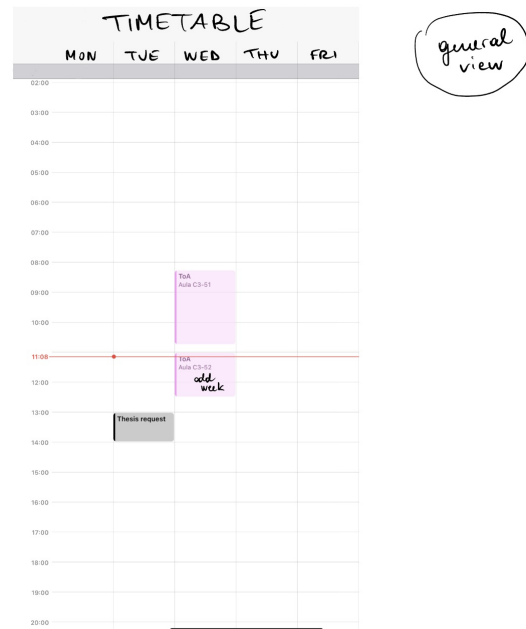 TIMETABLE
general
view
MON TUE WED THU FRI
02:00
03:00
04:00
05:00
06:00
07:00
08:00
ToA
Aula C3-51
09:00
10:00
11:08
ToA
Aula C3-52
odd
week
12:00
13:00
Thesis request
14:00
15:00
16:00
17:00
18:00
19:00
20:00